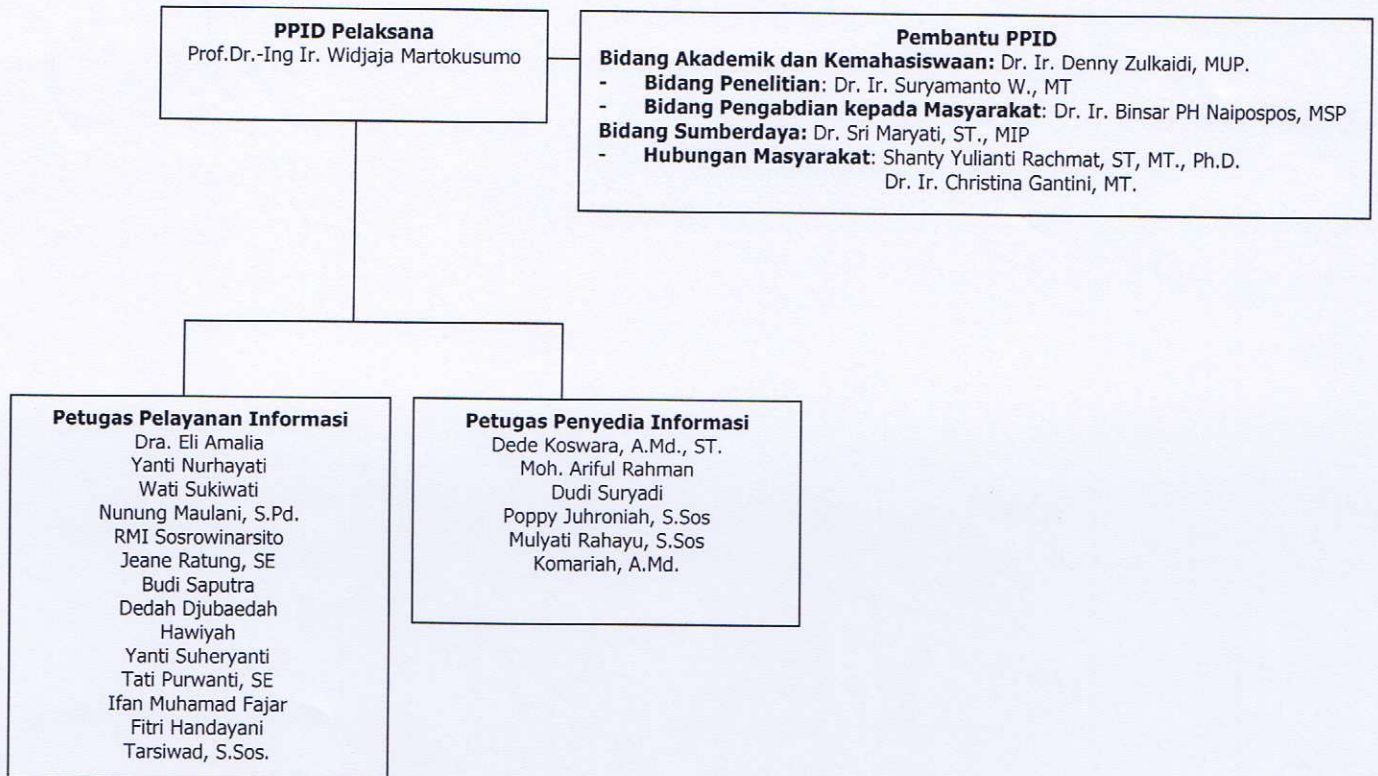 PPID Pelaksana
Prof.Dr.-Ing Ir. Widjaja Martokusumo
Pembantu PPID
Bidang Akademik dan Kemahasiswaan: Dr. Ir. Denny Zulkaidi, MUP.
- Bidang Penelitian: Dr. Ir. Suryamanto W., MT
- Bidang Pengabdian kepada Masyarakat: Dr. Ir. Binsar PH Naipospos, MSP
Bidang Sumberdaya: Dr. Sri Maryati, ST., MIP
- Hubungan Masyarakat: Shanty Yulianti Rachmat, ST, MT., Ph.D.
Dr. Ir. Christina Gantini, MT.
Petugas Pelayanan Informasi
Dra. Eli Amalia
Yanti Nurhayati
Wati Sukiwati
Nunung Maulani, S.Pd.
RMI Sosrowinarsito
Jeane Ratung, SE
Budi Saputra
Dedah Djubaedah
Hawiyah
Yanti Suheryanti
Tati Purwanti, SE
Ifan Muhamad Fajar
Fitri Handayani
Tarsiwad, S.Sos.
Petugas Penyedia Informasi
Dede Koswara, A.Md., ST.
Moh. Ariful Rahman
Dudi Suryadi
Poppy Juhroniah, S.Sos
Mulyati Rahayu, S.Sos
Komariah, A.Md.